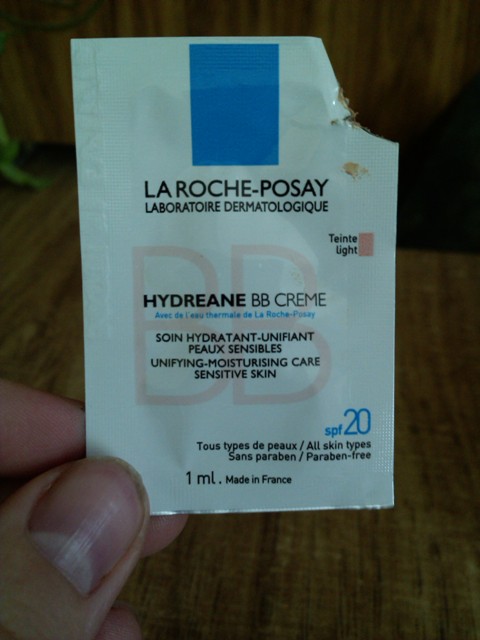 LA ROCHE-POSAY
LABORATOIRE DERMATOLOGIQUE
Teinte
light
BB
HYDREANE BB CREME
Avec de l'eau thermale de La Roche-Posay
SOIN HYDRATANT-UNIFIANT
PEAUX SENSIBLES
UNIFYING-MOISTURISING CARE
SENSITIVE SKIN
spf 20
Tous types de peaux / All skin types
Sans paraben / Paraben-free
1 ml. Made in France